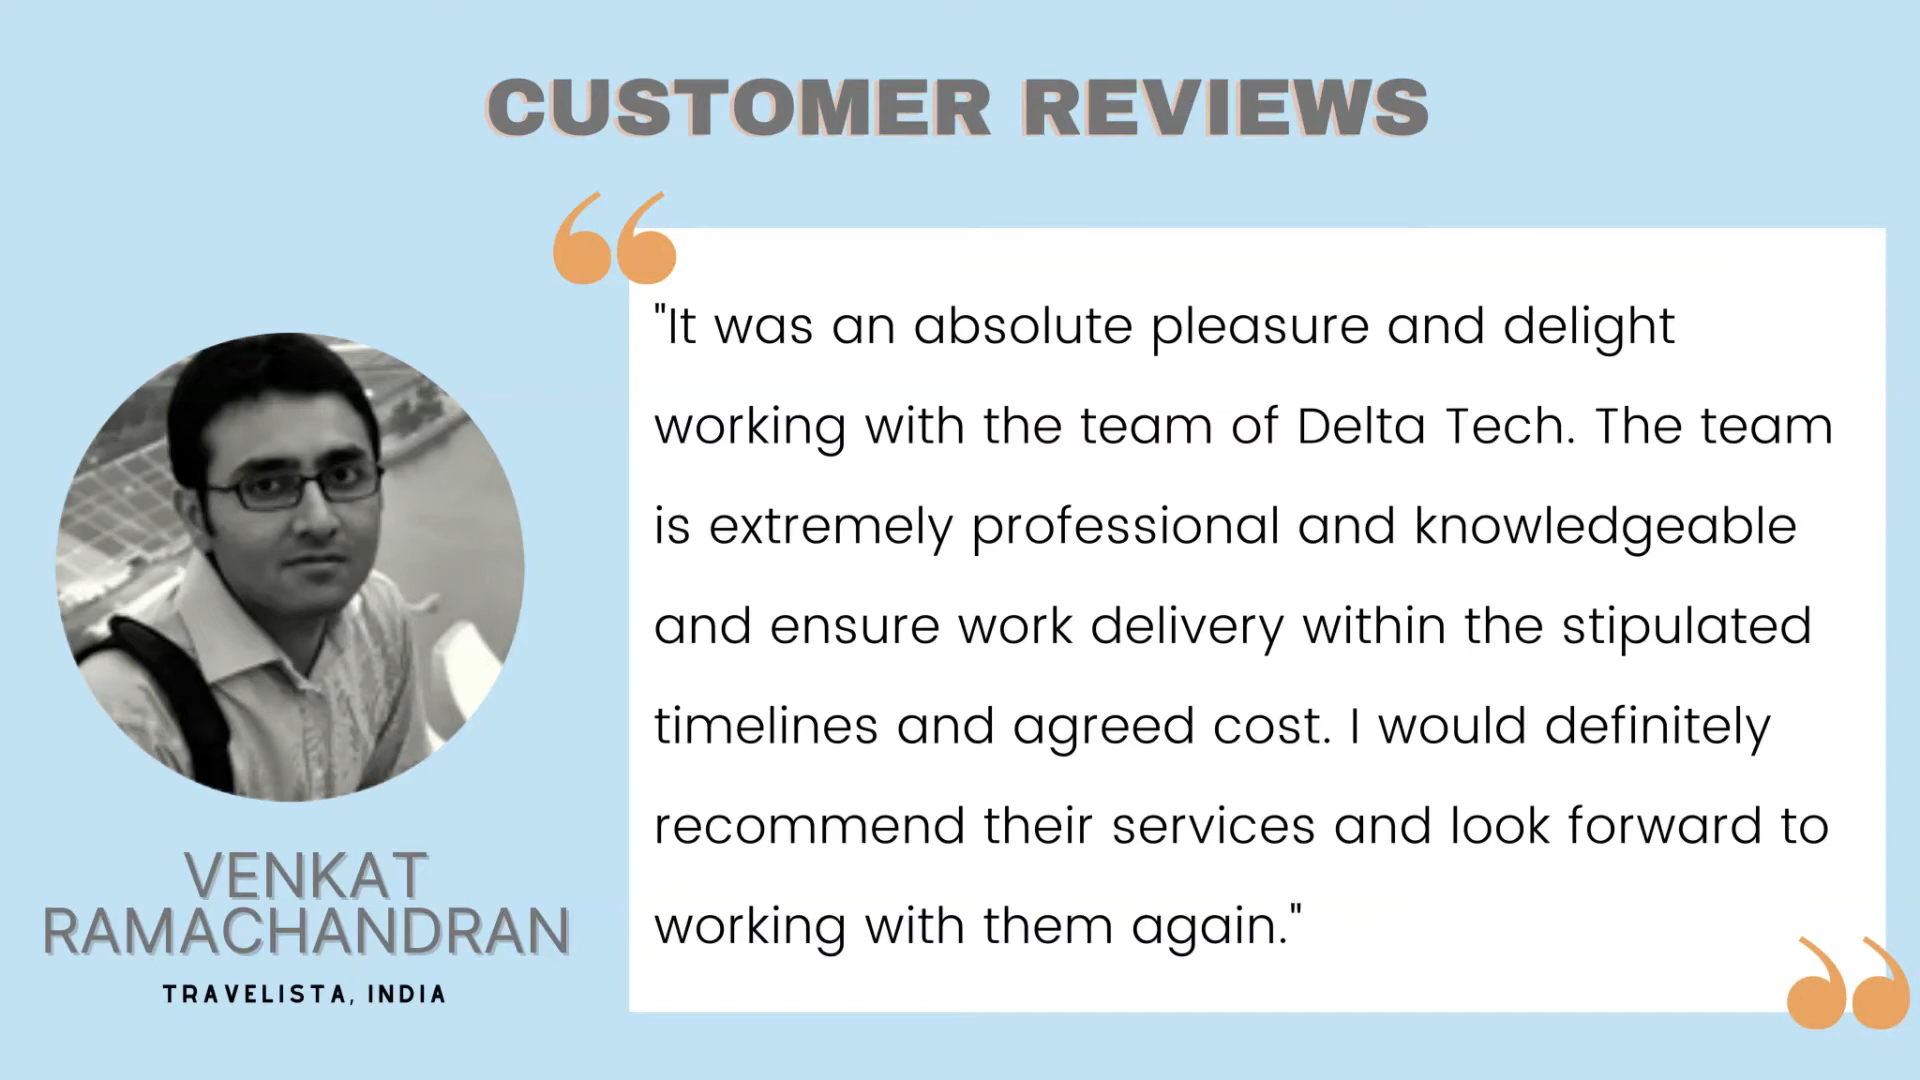 CUSTOMER REVIEWS
"It was an absolute pleasure and delight
working with the team of Delta Tech. The team
is extremely professional and knowledgeable
and ensure work delivery within the stipulated
timelines and agreed cost. I would definitely
recommend their services and look forward to
working with them again."
VENKAT
RAMACHANDRAN
TRAVELISTA, INDIA